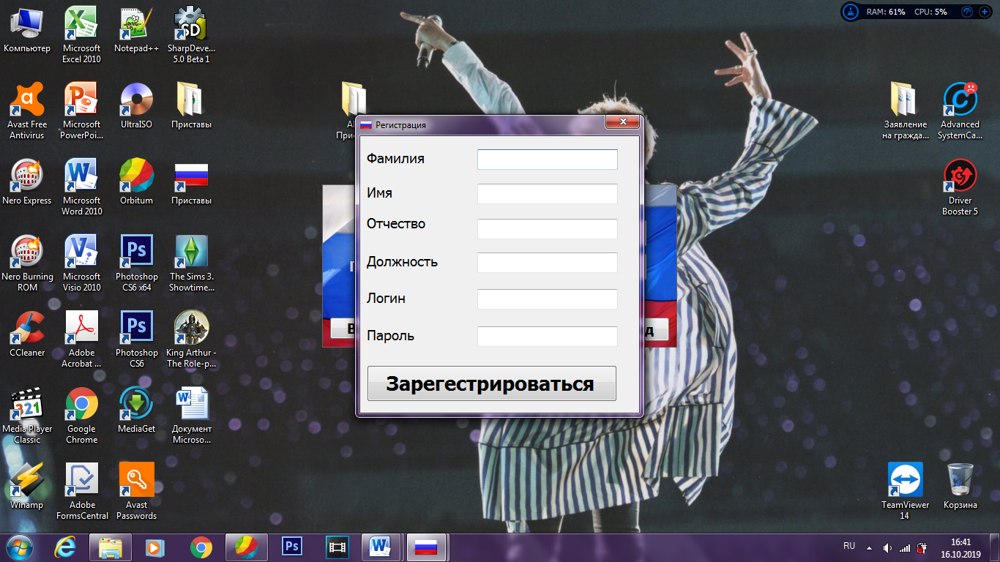 RAM: 61% CPU: 5%
Компьютер
Microsoft
Excel 2010
Notepad++
SharpDeve...
5.0 Beta 1
Avast Free
Antivirus
Microsoft
PowerPoi...
UltraISO
Приставы
Заявление
на гражда...
Advanced
SystemCa...
Nero Express
Microsoft
Word 2010
Orbitum
Приставы
Driver
Booster 5
Nero Burning
ROM
Microsoft
Visio 2010
Photoshop
CS6 x64
The Sims 3.
Showtime...
CCleaner
Adobe
Acrobat ...
Photoshop
CS6
King Arthur -
The Role-p...
Media Player
Classic
Google
Chrome
MediaGet
Документ
Microso...
Winamp
Adobe
FormsCentral
Avast
Passwords
TeamViewer
14
Корзина
Регистрация
Фамилия
Имя
Отчество
Должность
Логин
Пароль
Зарегестрироваться
RU
16:41
16.10.2019